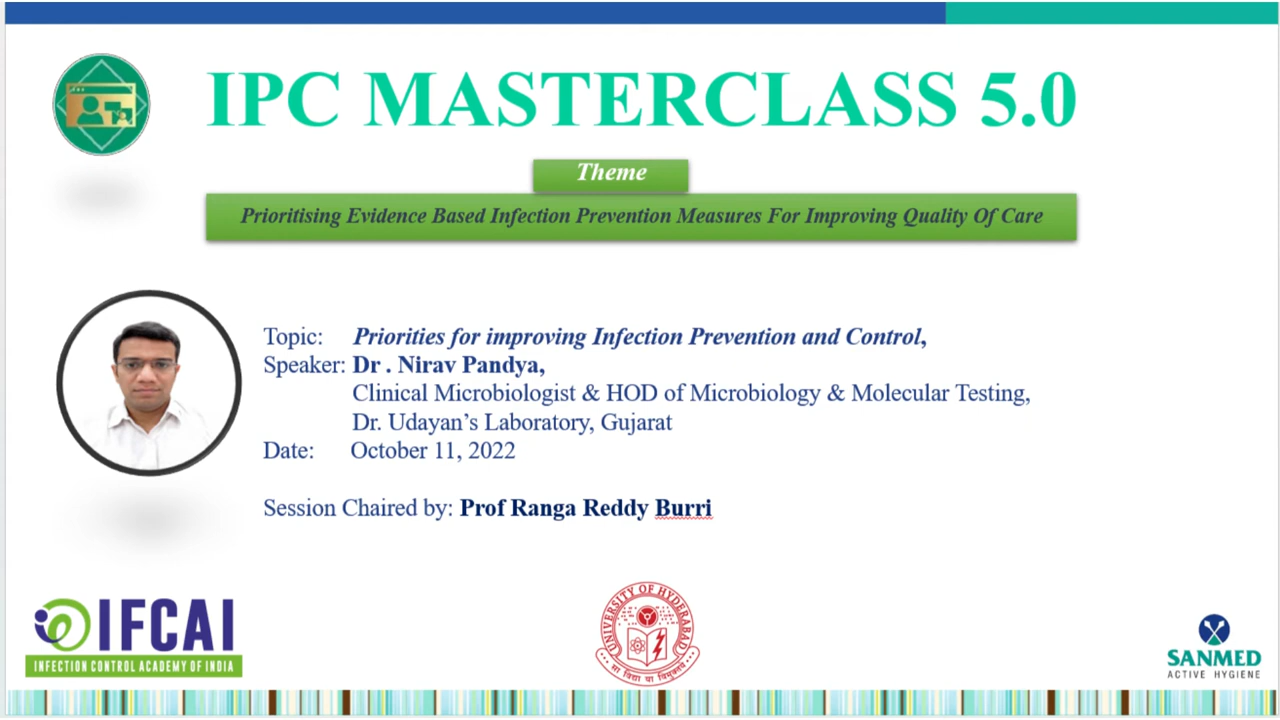 IPC MASTERCLASS 5.0
Theme
Prioritising Evidence Based Infection Prevention Measures For Improving Quality Of Care
Topic: Priorities for improving Infection Prevention and Control,
Speaker: Dr . Nirav Pandya,
Clinical Microbiologist & HOD of Microbiology & Molecular Testing,
Dr. Udayan's Laboratory, Gujarat
Date: October 11, 2022
Session Chaired by: Prof Ranga Reddy Burri
IFCAI
INFECTION CONTROL ACADEMY OF INDIA
UNIVERSITY OF HYDERABAD
सा विद्या या विमुक्तये
SANMED
ACTIVE HYGIENE